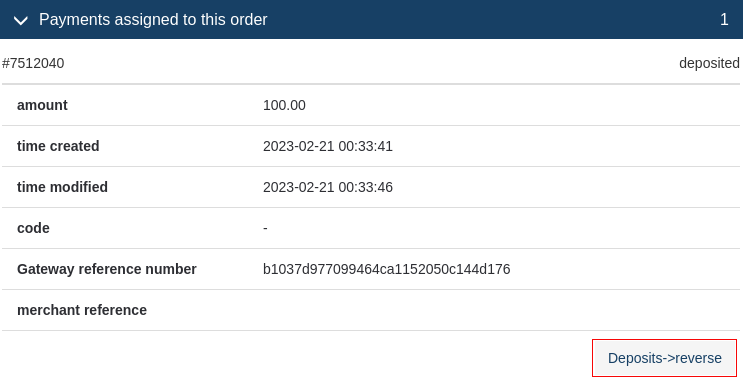 Payments assigned to this order 1
#7512040 deposited
amount 100.00
time created 2023-02-21 00:33:41
time modified 2023-02-21 00:33:46
code -
Gateway reference number b1037d977099464ca1152050c144d176
merchant reference
Deposits->reverse